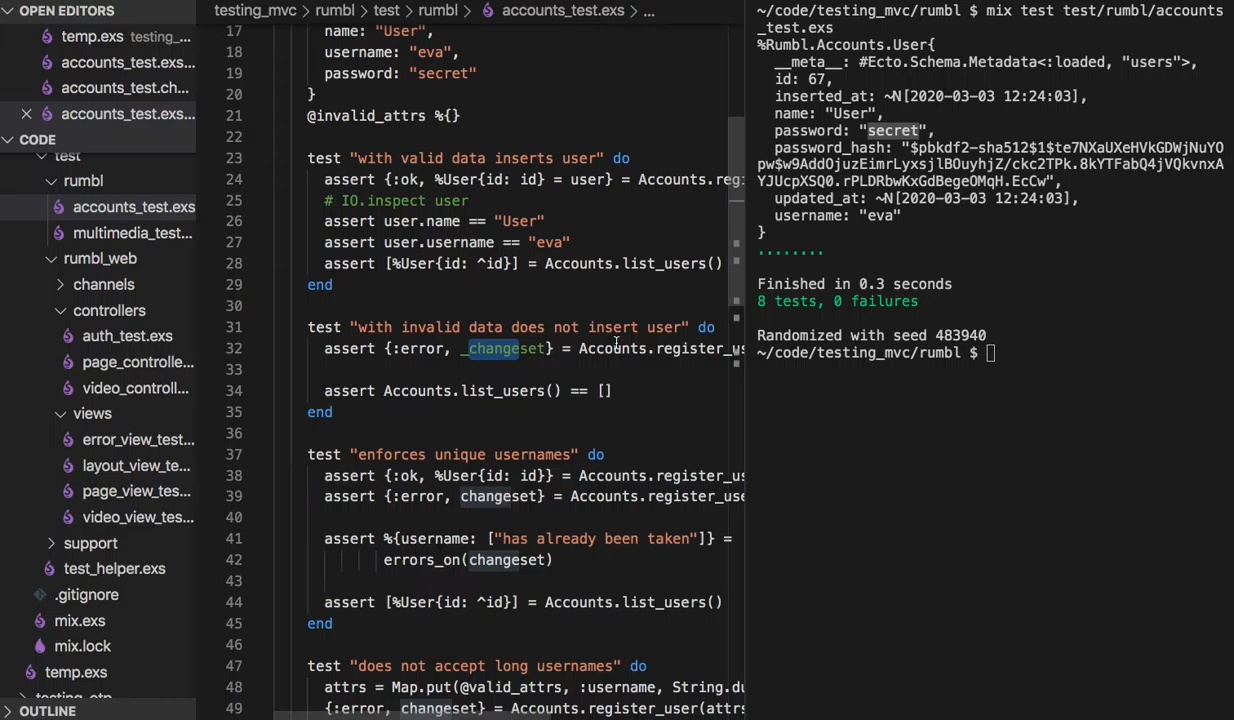 OPEN EDITORS
temp.exs testing_...
accounts_test.exs...
accounts_test.ch...
accounts_test.exs...
CODE
test
rumbl
accounts_test.exs
multimedia_test...
rumbl_web
channels
controllers
auth_test.exs
page_controlle...
video_controll...
views
error_view_test...
layout_view_te...
page_view_tes...
video_view_tes...
support
test_helper.exs
.gitignore
mix.exs
mix.lock
temp.exs
testing_otp
OUTLINE
testing_mvc > rumbl > test > rumbl > accounts_test.exs > ...
17 name: "User",
18 username: "eva",
19 password: "secret"
20 }
21 @invalid_attrs %{}
22
23 test "with valid data inserts user" do
24 assert {:ok, %User{id: id} = user} = Accounts.reg
25 # IO.inspect user
26 assert user.name == "User"
27 assert user.username == "eva"
28 assert [%User{id: ^id}] = Accounts.list_users()
29 end
30
31 test "with invalid data does not insert user" do
32 assert {:error, _changeset} = Accounts.register_us
33
34 assert Accounts.list_users() == []
35 end
36
37 test "enforces unique usernames" do
38 assert {:ok, %User{id: id}} = Accounts.register_us
39 assert {:error, changeset} = Accounts.register_use
40
41 assert %{username: ["has already been taken"]} =
42 errors_on(changeset)
43
44 assert [%User{id: ^id}] = Accounts.list_users()
45 end
46
47 test "does not accept long usernames" do
48 attrs = Map.put(@valid_attrs, :username, String.du
49 {:error, changeset} = Accounts.register_user(attrs
~/code/testing_mvc/rumbl $ mix test test/rumbl/accounts
_test.exs
%Rumbl.Accounts.User{
__meta__: #Ecto.Schema.Metadata<:loaded, "users">,
id: 67,
inserted_at: ~N[2020-03-03 12:24:03],
name: "User",
password: "secret",
password_hash: "$pbkdf2-sha512$1$te7NXaUXeHVkGDWjNuYO
pw$w9AddOjuzEimrLyxsjlBOUyhjZ/ckc2TPk.8kYTFabQ4jVQkvnxA
YJUcpXSQ0.rPLDRbwKxGdBegeOMqH.EcCw",
updated_at: ~N[2020-03-03 12:24:03],
username: "eva"
}
........
Finished in 0.3 seconds
8 tests, 0 failures
Randomized with seed 483940
~/code/testing_mvc/rumbl $